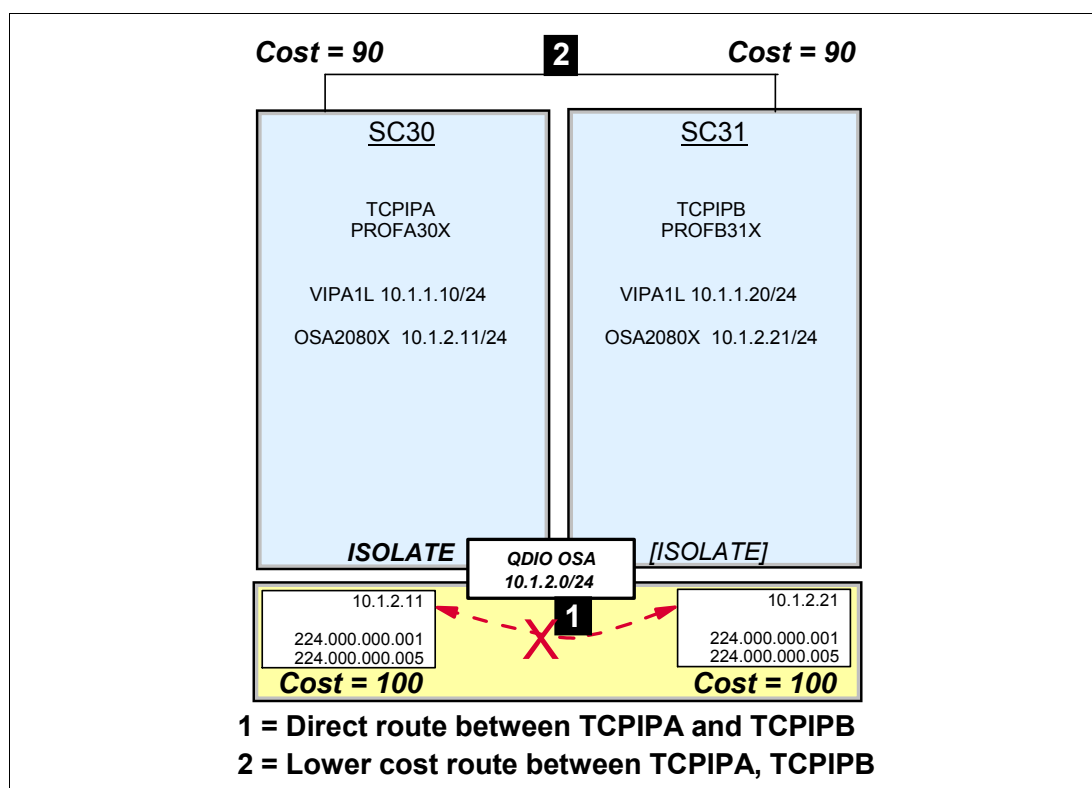 Cost = 90
2
Cost = 90
SC30
SC31
TCPIPA
PROFA30X
TCPIPB
PROFB31X
VIPA1L 10.1.1.10/24
VIPA1L 10.1.1.20/24
OSA2080X 10.1.2.11/24
OSA2080X 10.1.2.21/24
ISOLATE
QDIO OSA
10.1.2.0/24
[ISOLATE]
10.1.2.11
224.000.000.001
224.000.000.005
1
X
10.1.2.21
224.000.000.001
224.000.000.005
Cost = 100
Cost = 100
1 = Direct route between TCPIPA and TCPIPB
2 = Lower cost route between TCPIPA, TCPIPB